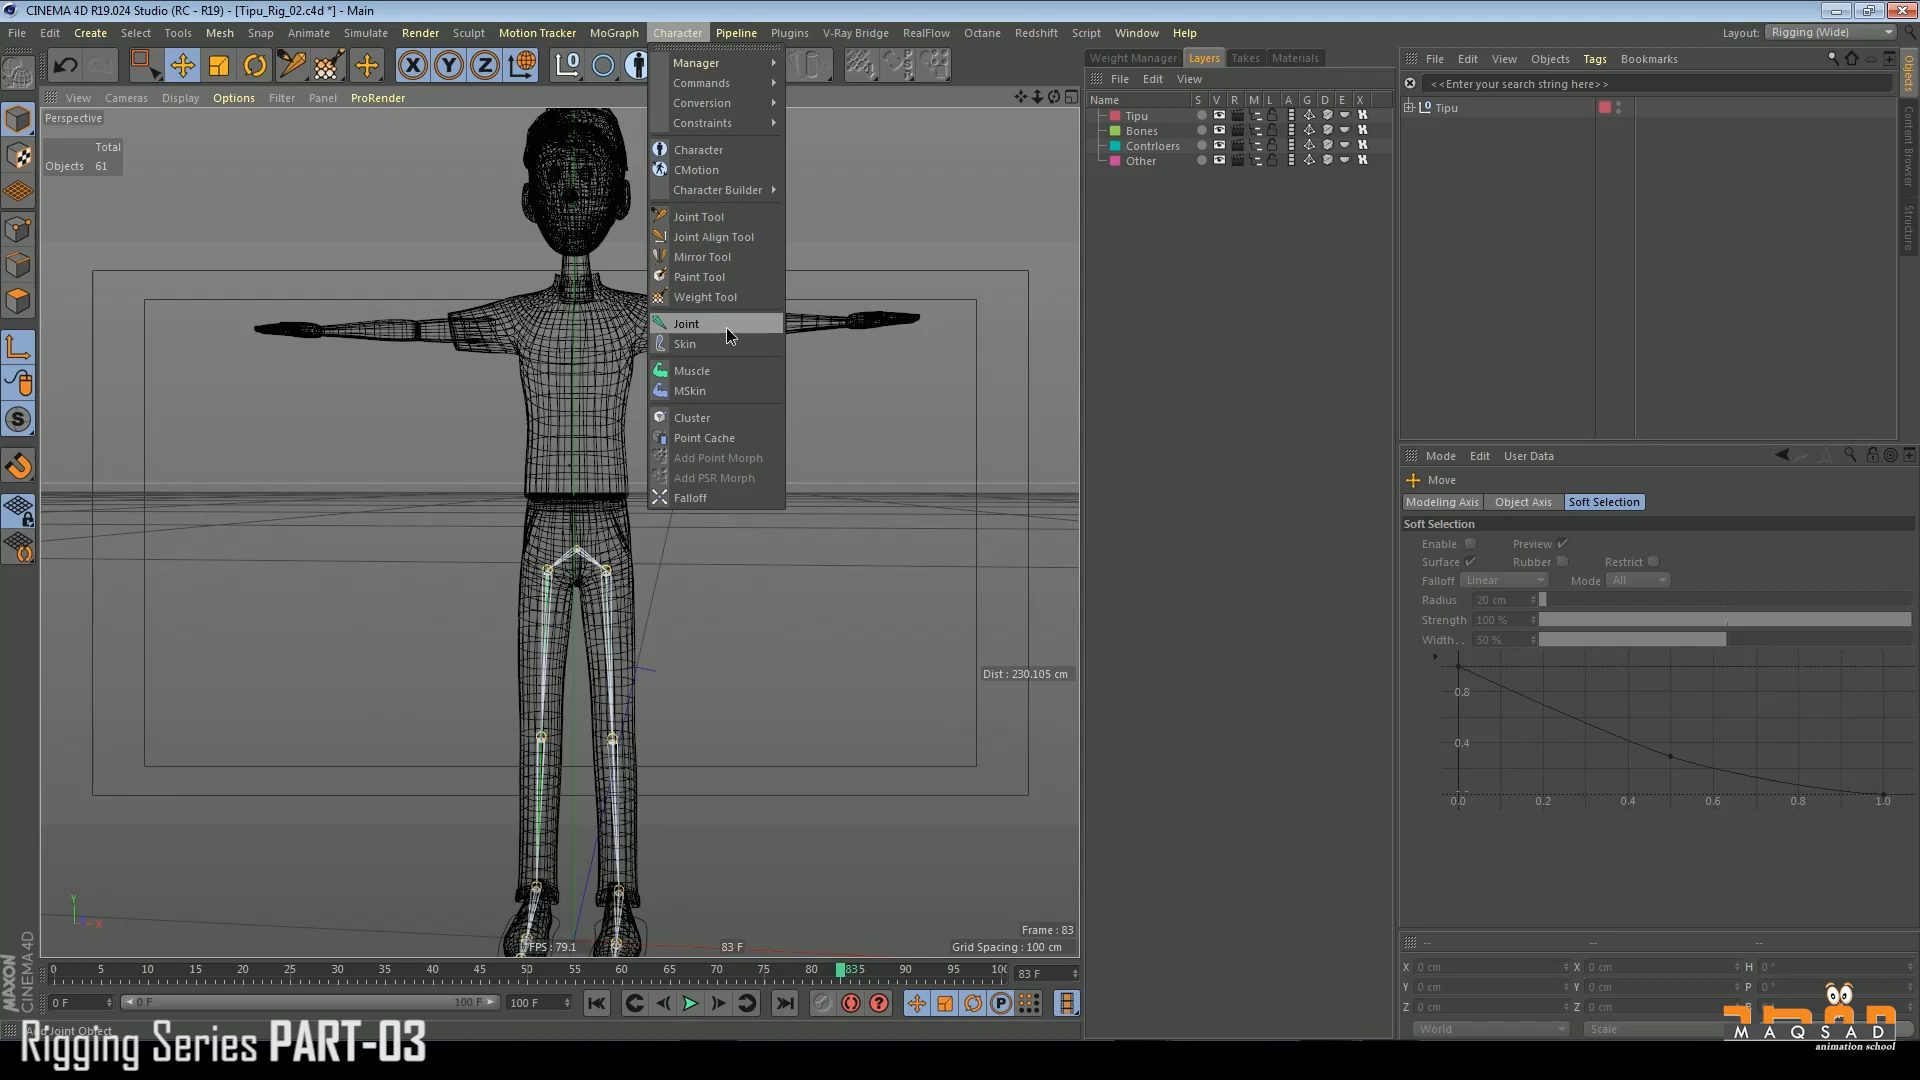 CINEMA 4D R19.024 Studio (RC - R19) - [Tipu_Rig_02.c4d *] - Main
File Edit Create Select Tools Mesh Snap Animate Simulate Render Sculpt Motion Tracker MoGraph Character Pipeline Plugins V-Ray Bridge RealFlow Octane Redshift Script Window Help
Layout: Rigging (Wide)
View Cameras Display Options Filter Panel ProRender
Perspective
Total
Objects 61
Manager
Commands
Conversion
Constraints
Character
CMotion
Character Builder
Joint Tool
Joint Align Tool
Mirror Tool
Paint Tool
Weight Tool
Joint
Skin
Muscle
MSkin
Cluster
Point Cache
Add Point Morph
Add PSR Morph
Falloff
Dist : 230.105 cm
Frame : 83
FPS : 79.1
83 F
Grid Spacing : 100 cm
Y
X
Weight Manager Layers Takes Materials
File Edit View
Name S V R M L A G D E X
Tipu
Bones
Contrloers
Other
File Edit View Objects Tags Bookmarks
<<Enter your search string here>>
Tipu
Objects
Content Browser
Structure
Mode Edit User Data
Move
Modeling Axis Object Axis Soft Selection
Soft Selection
Enable Preview
Surface Rubber Restrict
Falloff Linear Mode All
Radius 20 cm
Strength 100 %
Width.. 50 %
0.8
0.4
0.0 0.2 0.4 0.6 0.8 1.0
-- -- --
X 0 cm X 0 cm H 0 °
Y 0 cm Y 0 cm P 0 °
Z 0 cm Z 0 cm
World Scale
0 5 10 15 20 25 30 35 40 45 50 55 60 65 70 75 80 835 90 95 100
83 F
0 F 0 F 100 F 100 F
MAXON
CINEMA 4D
Add Joint Object
Rigging Series PART-03
MAQSAD
animation school